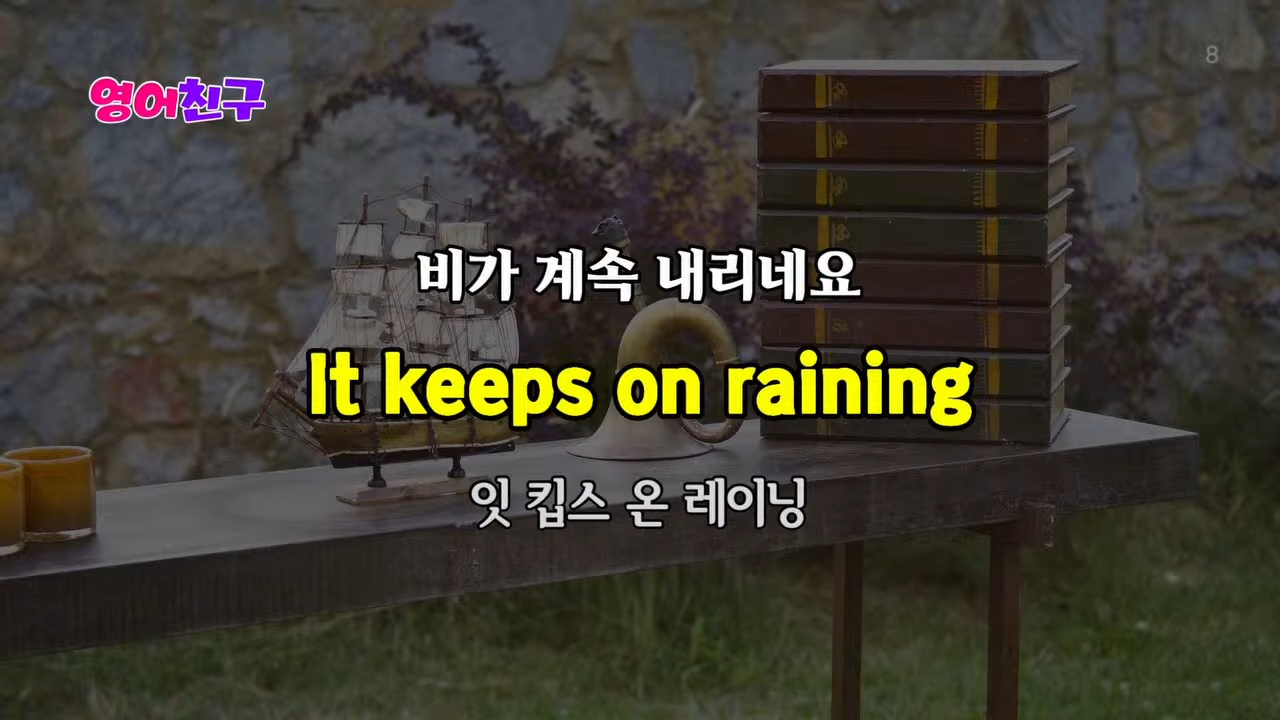 8
영어친구
비가 계속 내리네요
It keeps on raining
잇 킵스 온 레이닝